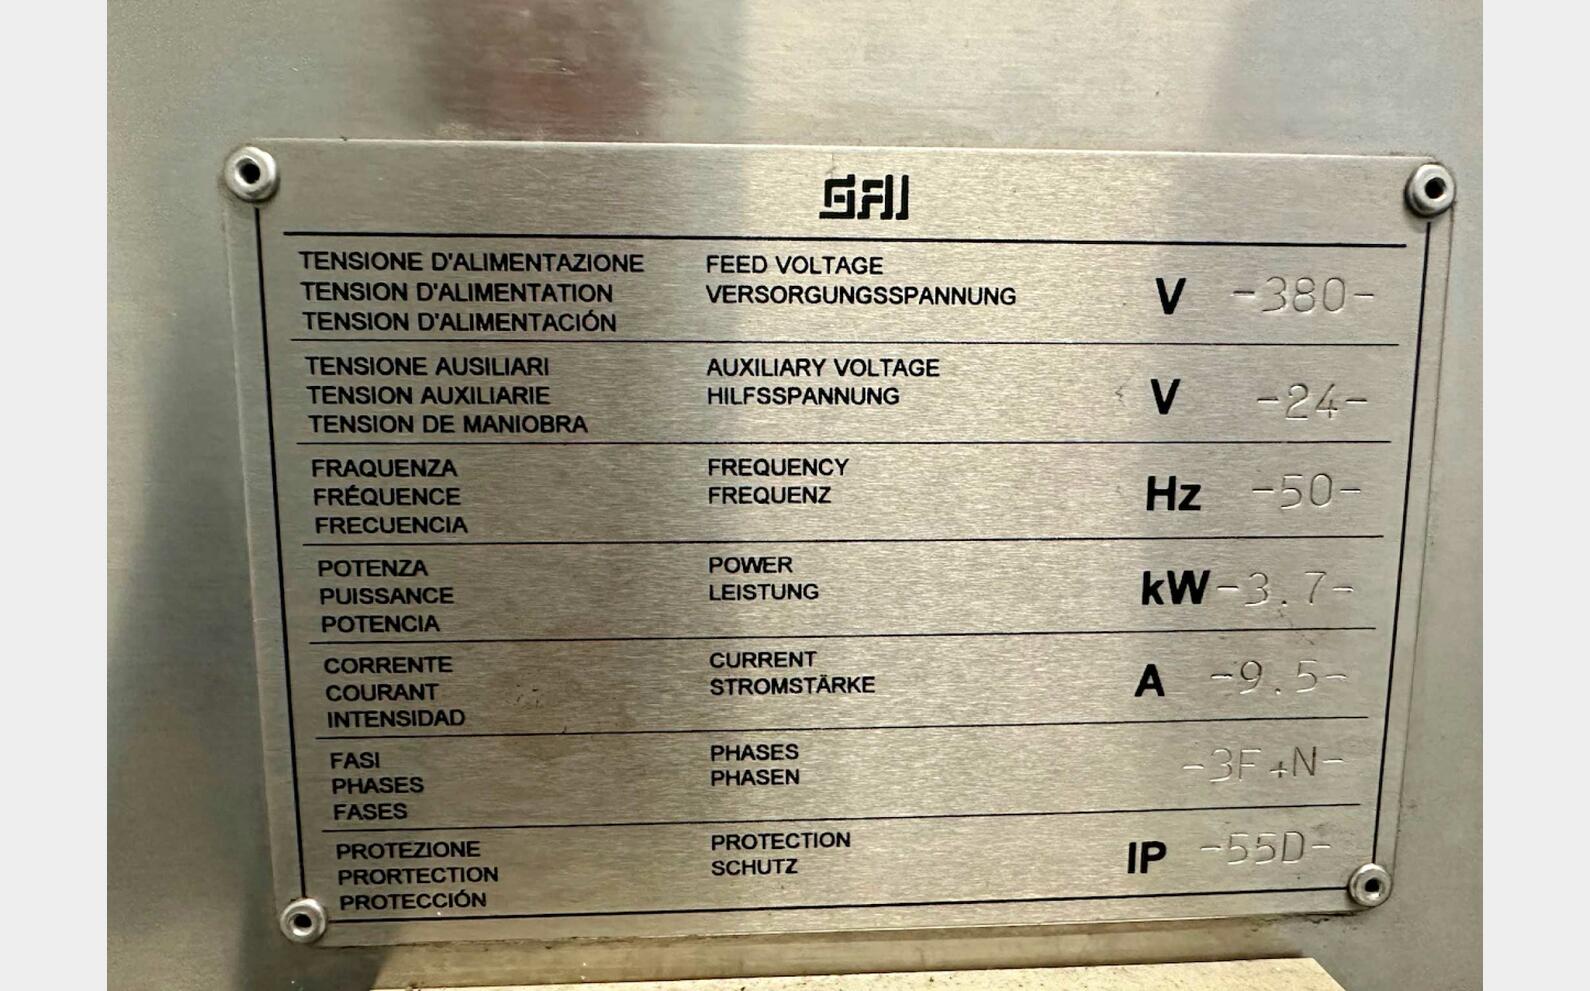 TENSIONE D'ALIMENTAZIONE FEED VOLTAGE
TENSION D'ALIMENTATION VERSORGUNGSSPANNUNG V -380-
TENSION D'ALIMENTACIÓN
TENSIONE AUSILIARI AUXILIARY VOLTAGE
TENSION AUXILIARIE HILFSSPANNUNG V -24-
TENSION DE MANIOBRA
FRAQUENZA FREQUENCY
FRÉQUENCE FREQUENZ Hz -50-
FRECUENCIA
POTENZA POWER
PUISSANCE LEISTUNG kW -3.7-
POTENCIA
CORRENTE CURRENT
COURANT STROMSTÄRKE A -9.5-
INTENSIDAD
FASI PHASES
PHASES PHASEN -3F+N-
FASES
PROTEZIONE PROTECTION
PRORTECTION SCHUTZ IP -55D-
PROTECCIÓN